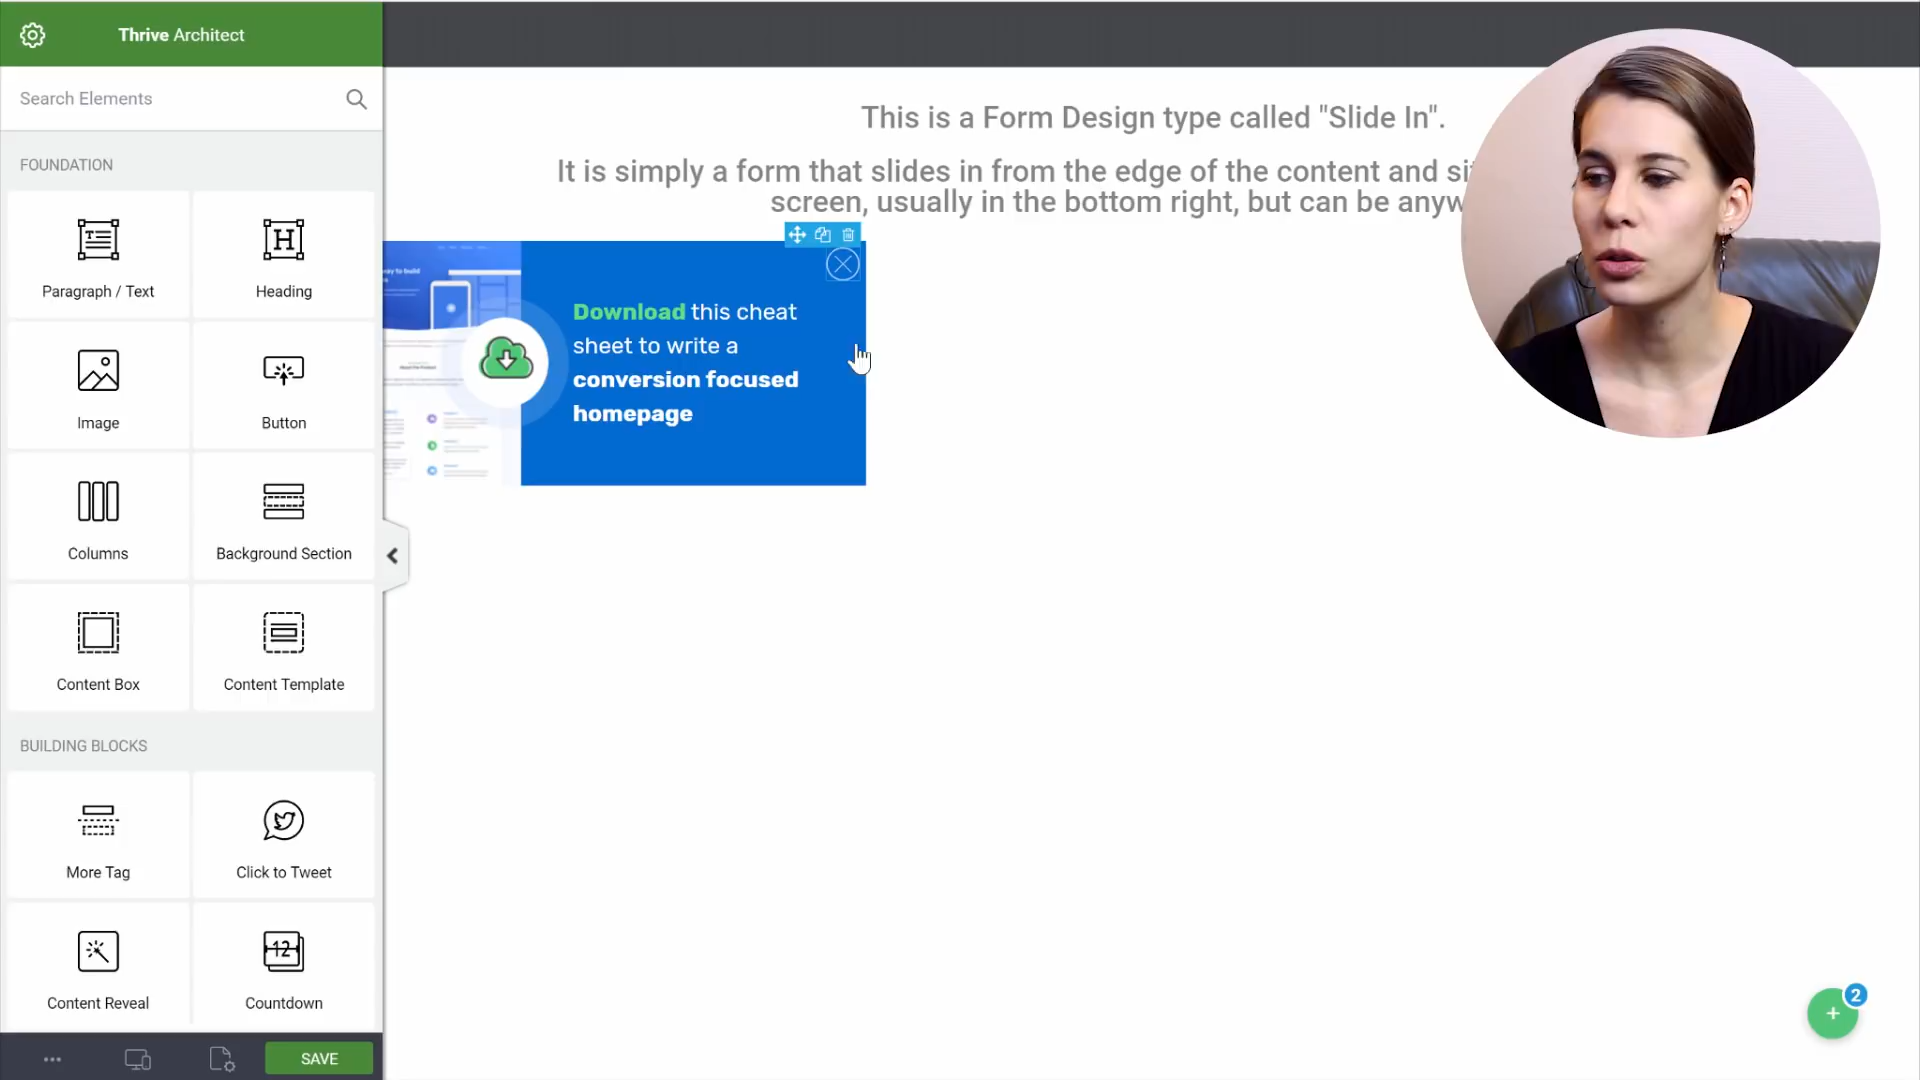 Thrive Architect
Search Elements
FOUNDATION
Paragraph / Text
Heading
Image
Button
Columns
Background Section
Content Box
Content Template
BUILDING BLOCKS
More Tag
Click to Tweet
12
Content Reveal
Countdown
SAVE
This is a Form Design type called "Slide In".
It is simply a form that slides in from the edge of the content and si
screen, usually in the bottom right, but can be anyw
Download this cheat
sheet to write a
conversion focused
homepage
2